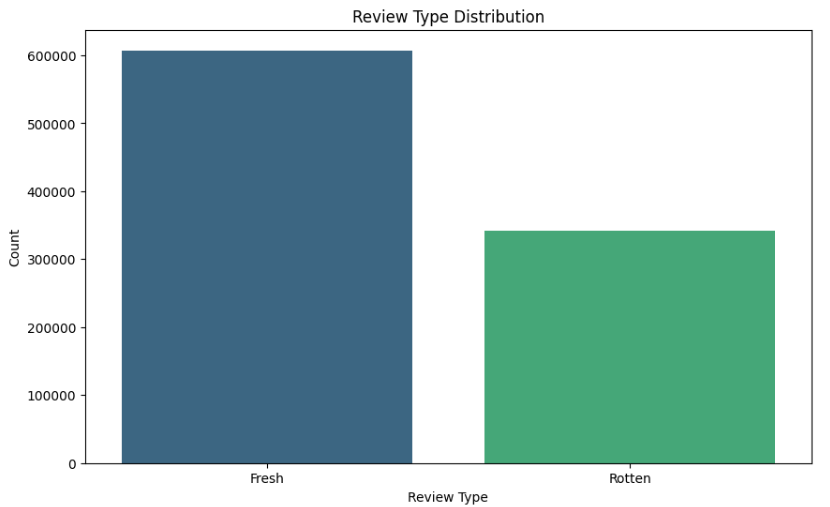 Review Type Distribution
600000
500000
400000
300000
200000
100000
0
Count
Fresh
Rotten
Review Type